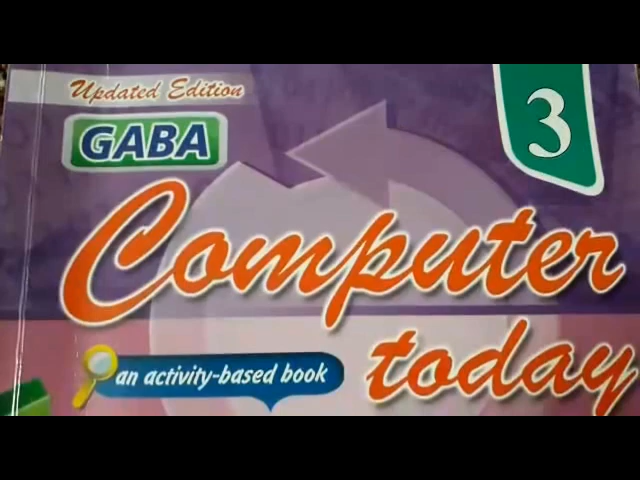 Updated Edition
GABA
3
Computer
today
an activity-based book